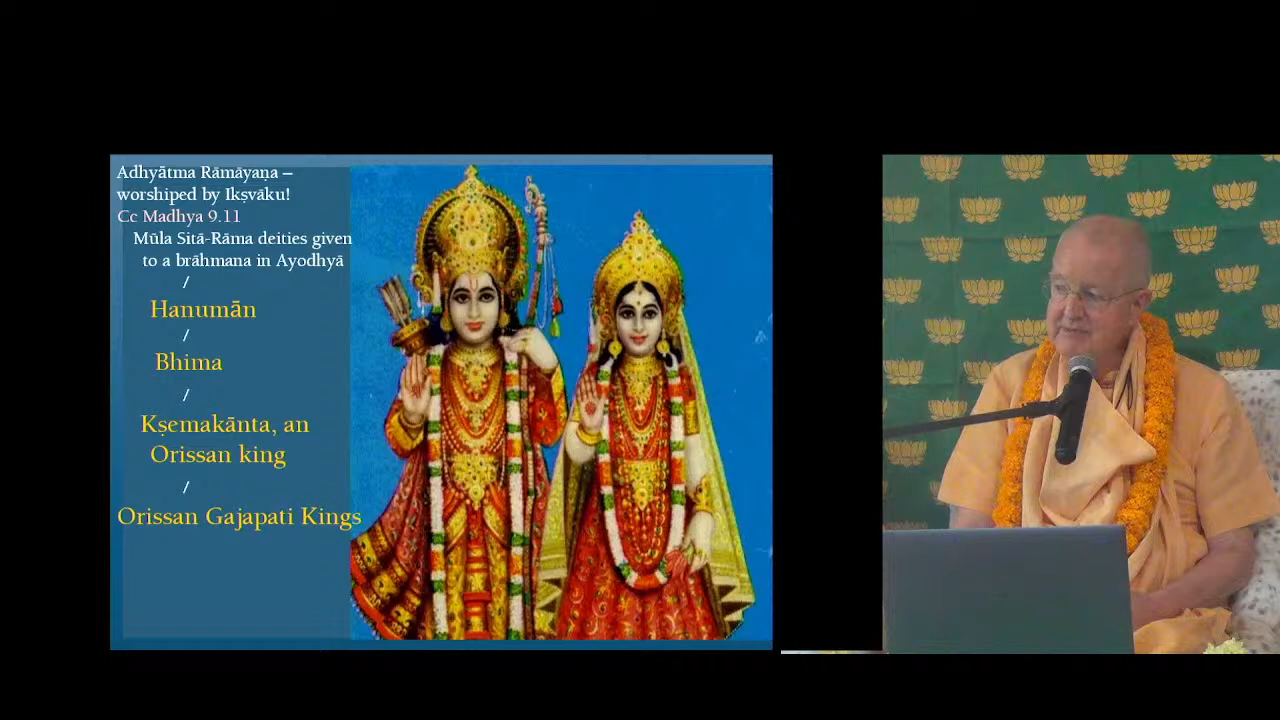 Adhyātma Rāmāyaṇa –
worshiped by Ikṣvāku!
Cc Madhya 9.11
Mūla Sitā-Rāma deities given
to a brāhmana in Ayodhyā
/
Hanumān
/
Bhima
/
Kṣemakānta, an
Orissan king
/
Orissan Gajapati Kings